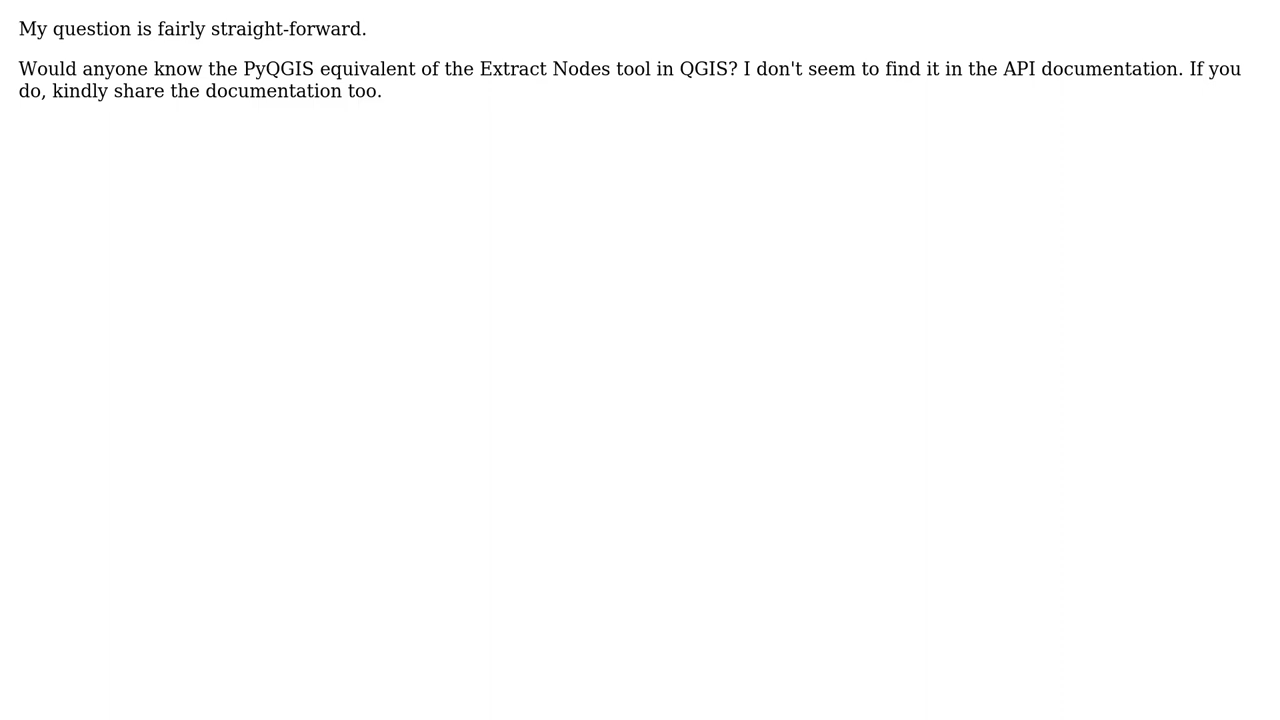 My question is fairly straight-forward.
Would anyone know the PyQGIS equivalent of the Extract Nodes tool in QGIS? I don't seem to find it in the API documentation. If you
do, kindly share the documentation too.